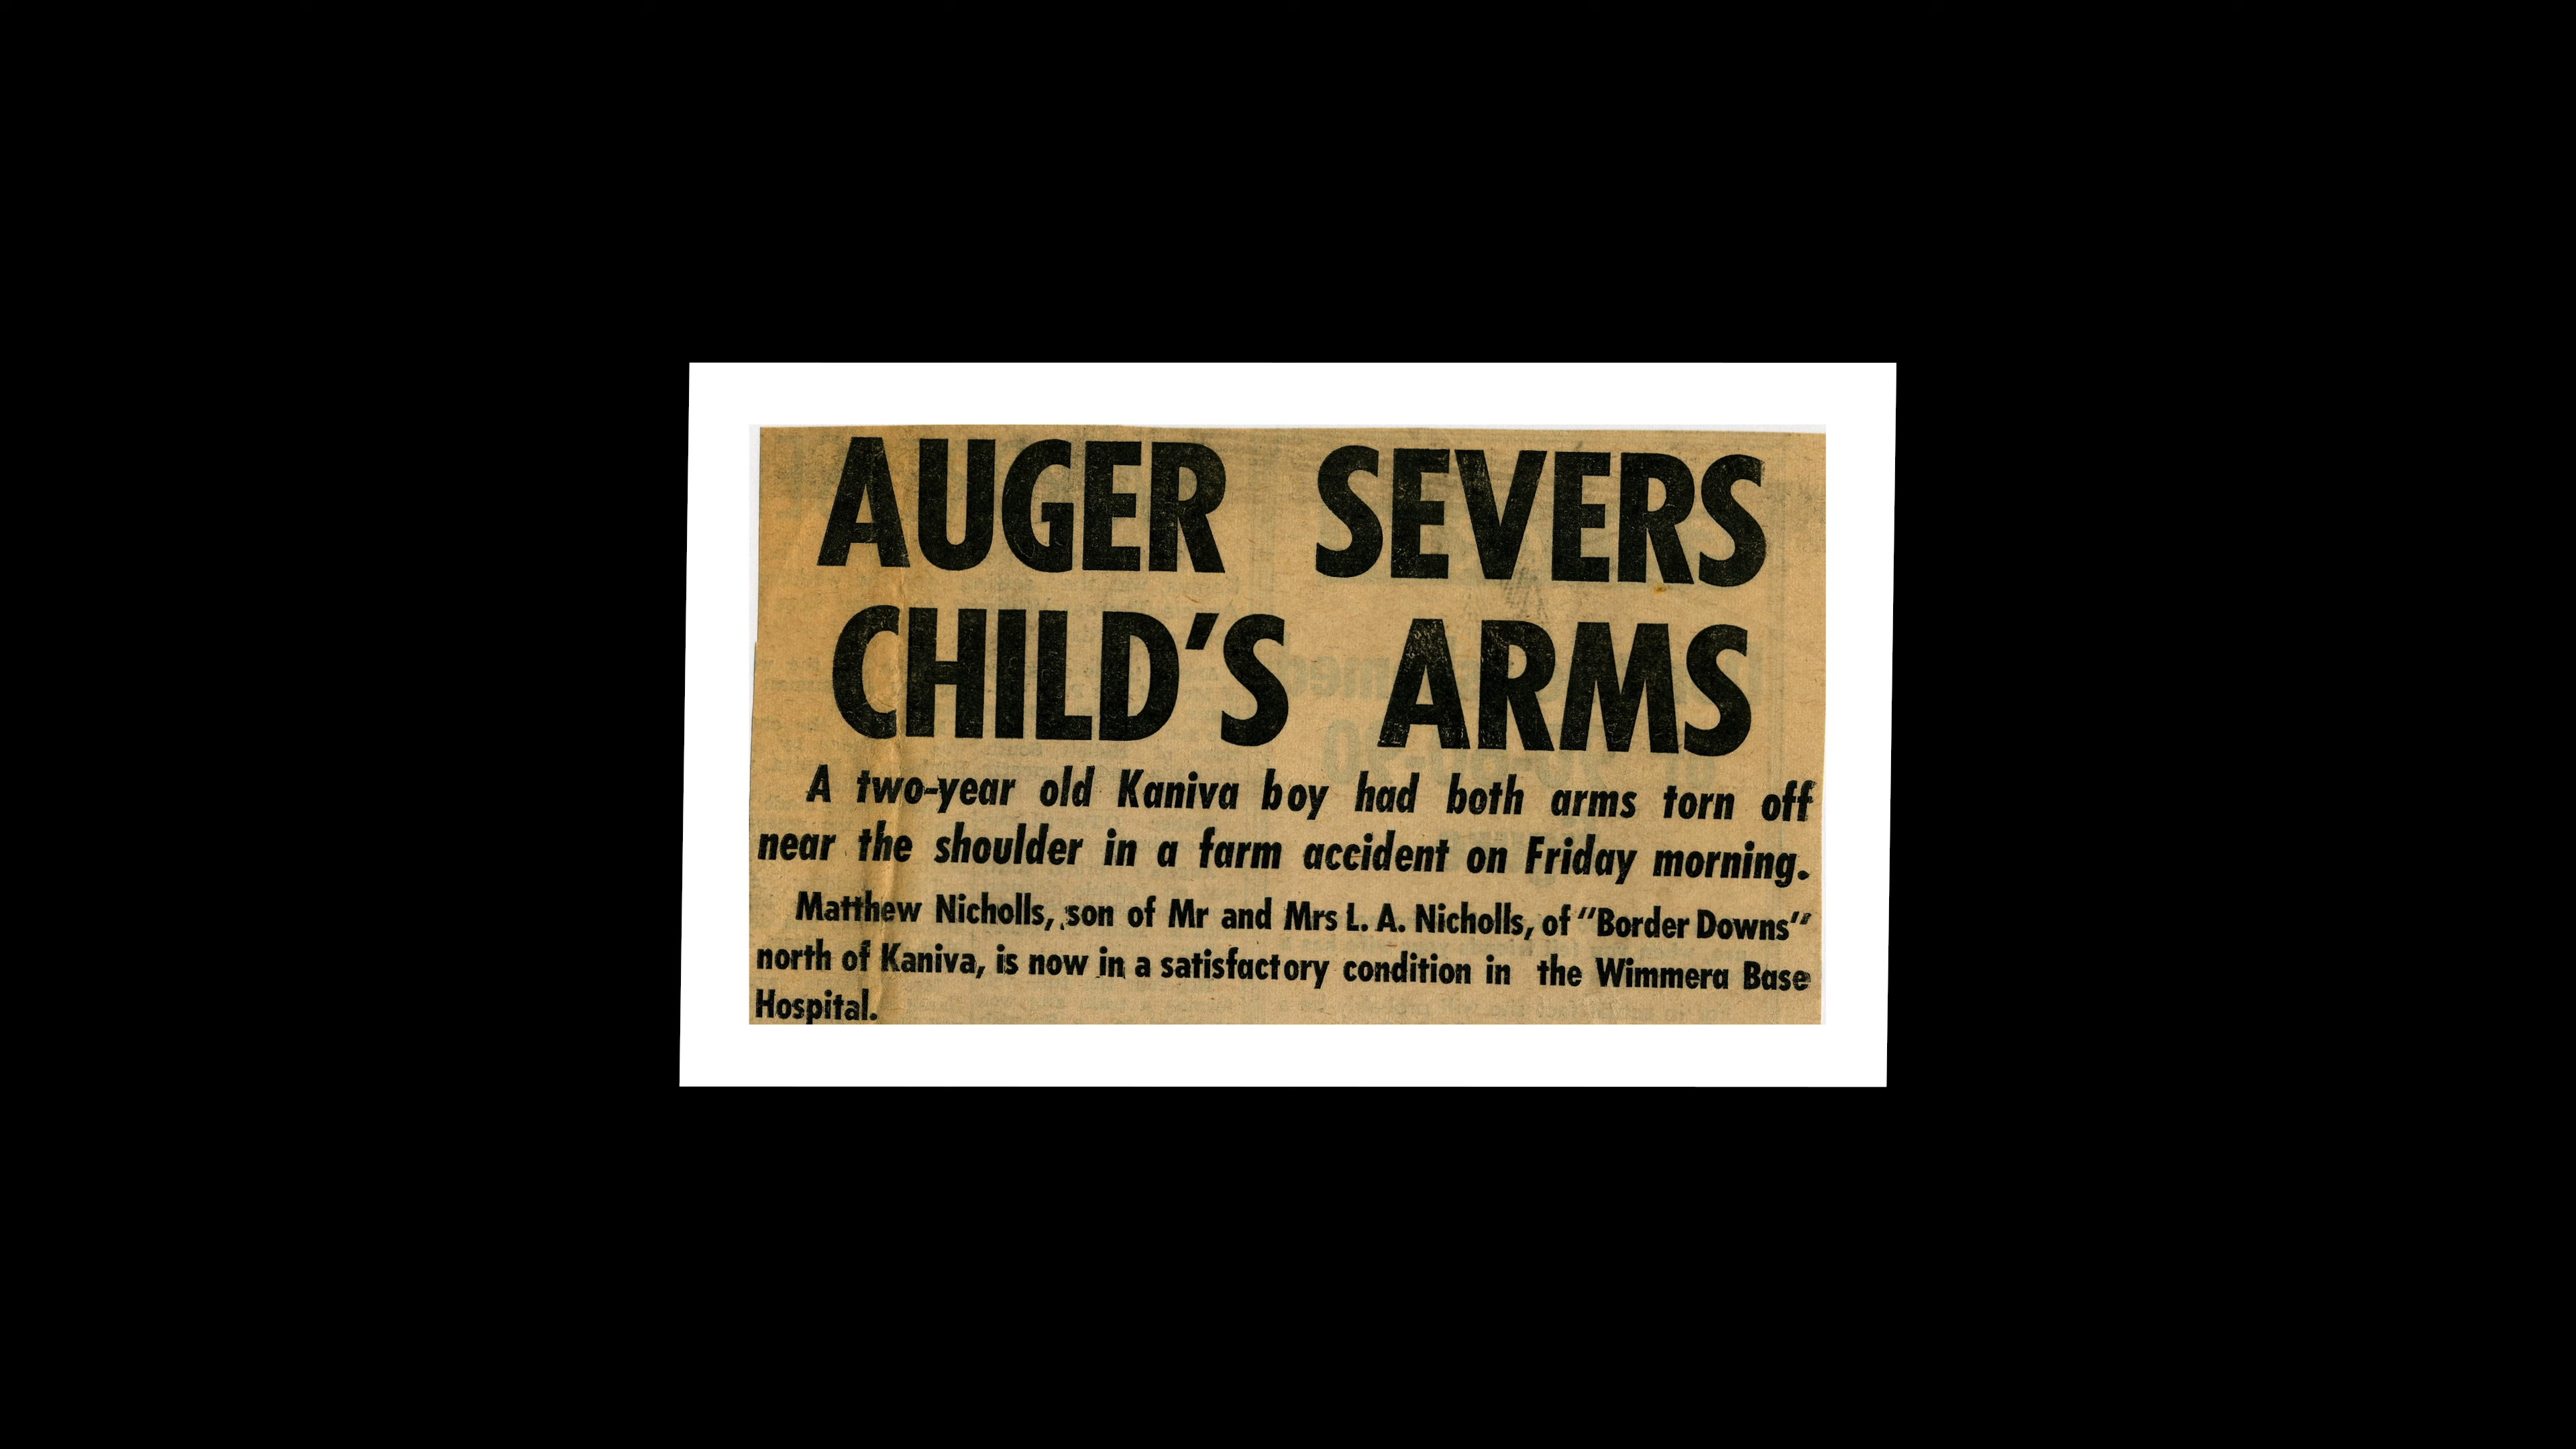 AUGER SEVERS
CHILD'S ARMS
A two-year old Kaniva boy had both arms torn off
near the shoulder in a farm accident on Friday morning.
Matthew Nicholls, son of Mr and Mrs L. A. Nicholls, of "Border Downs"
north of Kaniva, is now in a satisfactory condition in the Wimmera Base
Hospital.